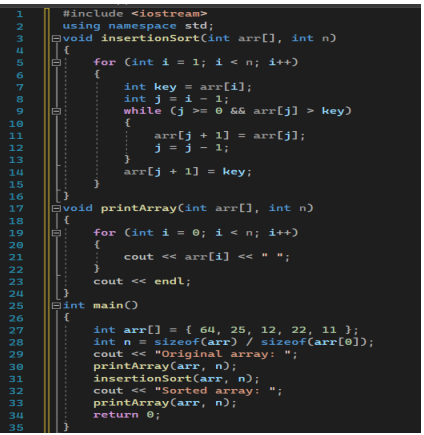 1 #include <iostream>
2 using namespace std;
3 void insertionSort(int arr[], int n)
4 {
5 for (int i = 1; i < n; i++)
6 {
7 int key = arr[i];
8 int j = i - 1;
9 while (j >= 0 && arr[j] > key)
10 {
11 arr[j + 1] = arr[j];
12 j = j - 1;
13 }
14 arr[j + 1] = key;
15 }
16 }
17 void printArray(int arr[], int n)
18 {
19 for (int i = 0; i < n; i++)
20 {
21 cout << arr[i] << " ";
22 }
23 cout << endl;
24 }
25 int main()
26 {
27 int arr[] = { 64, 25, 12, 22, 11 };
28 int n = sizeof(arr) / sizeof(arr[0]);
29 cout << "Original array: ";
30 printArray(arr, n);
31 insertionSort(arr, n);
32 cout << "Sorted array: ";
33 printArray(arr, n);
34 return 0;
35 }